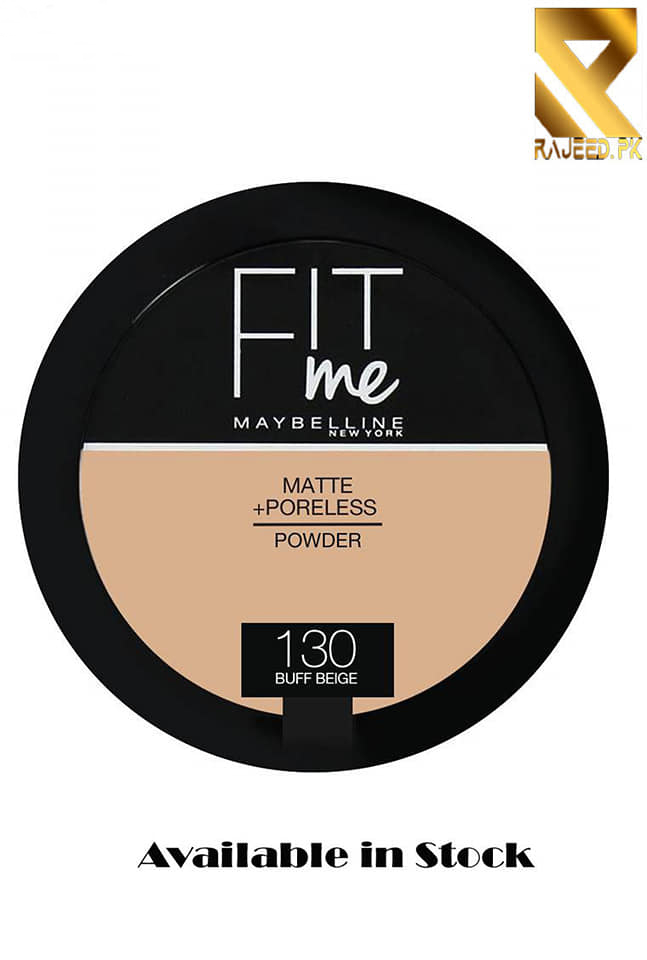 RAJEED.PK
FIT
me
MAYBELLINE
NEW YORK
MATTE
+PORELESS
POWDER
130
BUFF BEIGE
Available in Stock